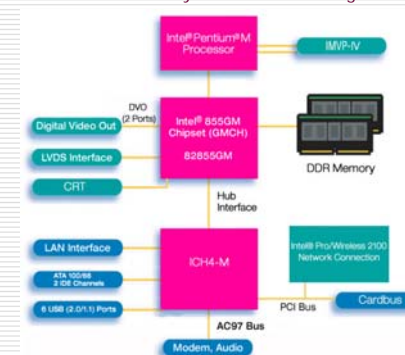 Intel® Pentium® M
Processor
IMVP-IV
DVO
(2 Ports)
Digital Video Out
Intel® 855GM
Chipset (GMCH)
82855GM
LVDS Interface
CRT
DDR Memory
Hub
Interface
LAN Interface
ICH4-M
Intel® Pro/Wireless 2100
Network Connection
ATA 100/66
2 IDE Channels
6 USB (2.0/1.1) Ports
PCI Bus
Cardbus
AC97 Bus
Modem, Audio